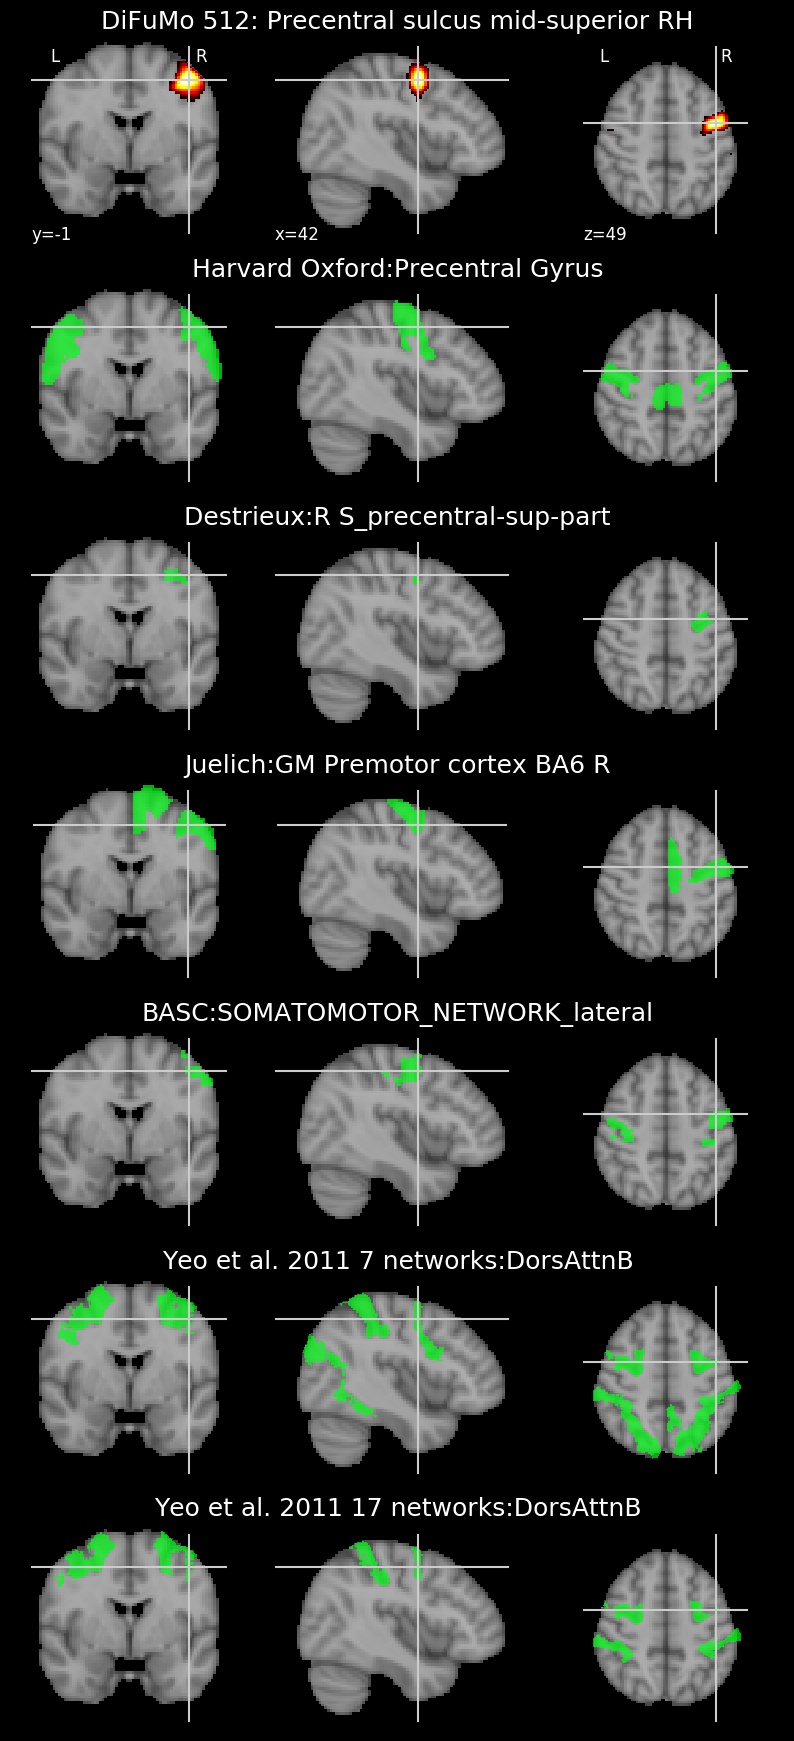 DiFuMo 512: Precentral sulcus mid-superior RH
L R L R
y=-1 x=42 z=49
Harvard Oxford:Precentral Gyrus
Destrieux:R S_precentral-sup-part
Juelich:GM Premotor cortex BA6 R
BASC:SOMATOMOTOR_NETWORK_lateral
Yeo et al. 2011 7 networks:DorsAttnB
Yeo et al. 2011 17 networks:DorsAttnB